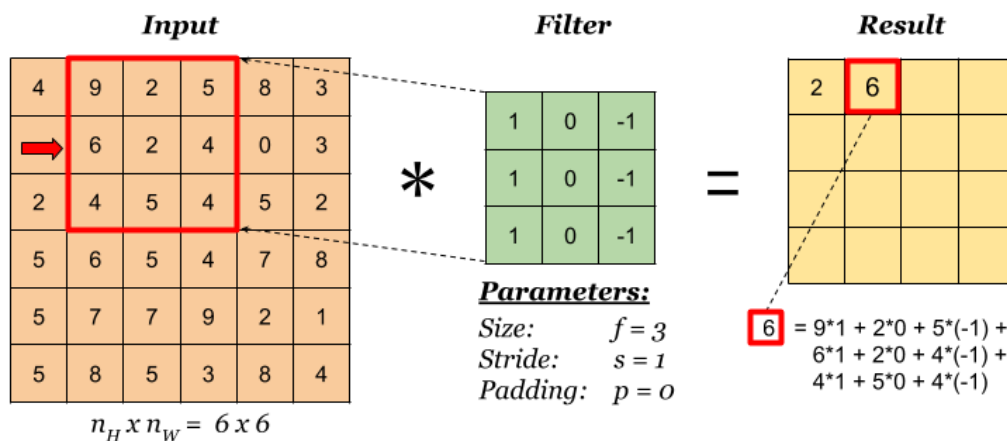 Input
Filter
Result
4 9 2 5 8 3
6 2 4 0 3
2 4 5 4 5 2
5 6 5 4 7 8
5 7 7 9 2 1
5 8 5 3 8 4
n_H x n_W = 6 x 6
*
1 0 -1
1 0 -1
1 0 -1
Parameters:
Size: f = 3
Stride: s = 1
Padding: p = 0
=
2 6
6 = 9*1 + 2*0 + 5*(-1) +
6*1 + 2*0 + 4*(-1) +
4*1 + 5*0 + 4*(-1)